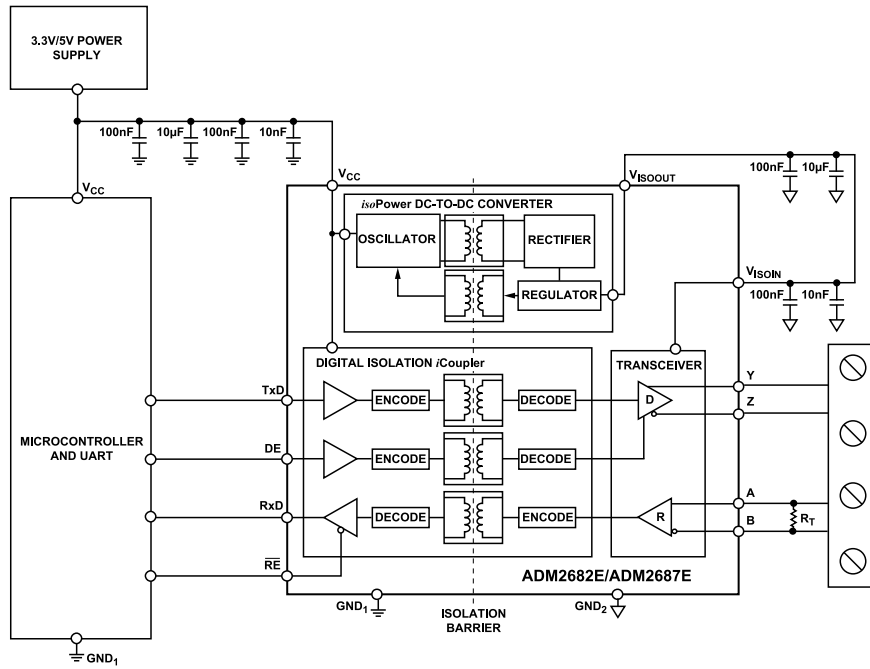 3.3V/5V POWER
SUPPLY
100nF
10µF
100nF
10nF
VCC
VCC
VISOOUT
100nF
10µF
isoPower DC-TO-DC CONVERTER
OSCILLATOR
RECTIFIER
REGULATOR
VISOIN
100nF
10nF
DIGITAL ISOLATION iCoupler
TRANSCEIVER
TxD
ENCODE
DECODE
D
Y
Z
MICROCONTROLLER
AND UART
DE
ENCODE
DECODE
RxD
DECODE
ENCODE
R
A
B
RT
RE
ADM2682E/ADM2687E
GND1
ISOLATION
BARRIER
GND2
GND1